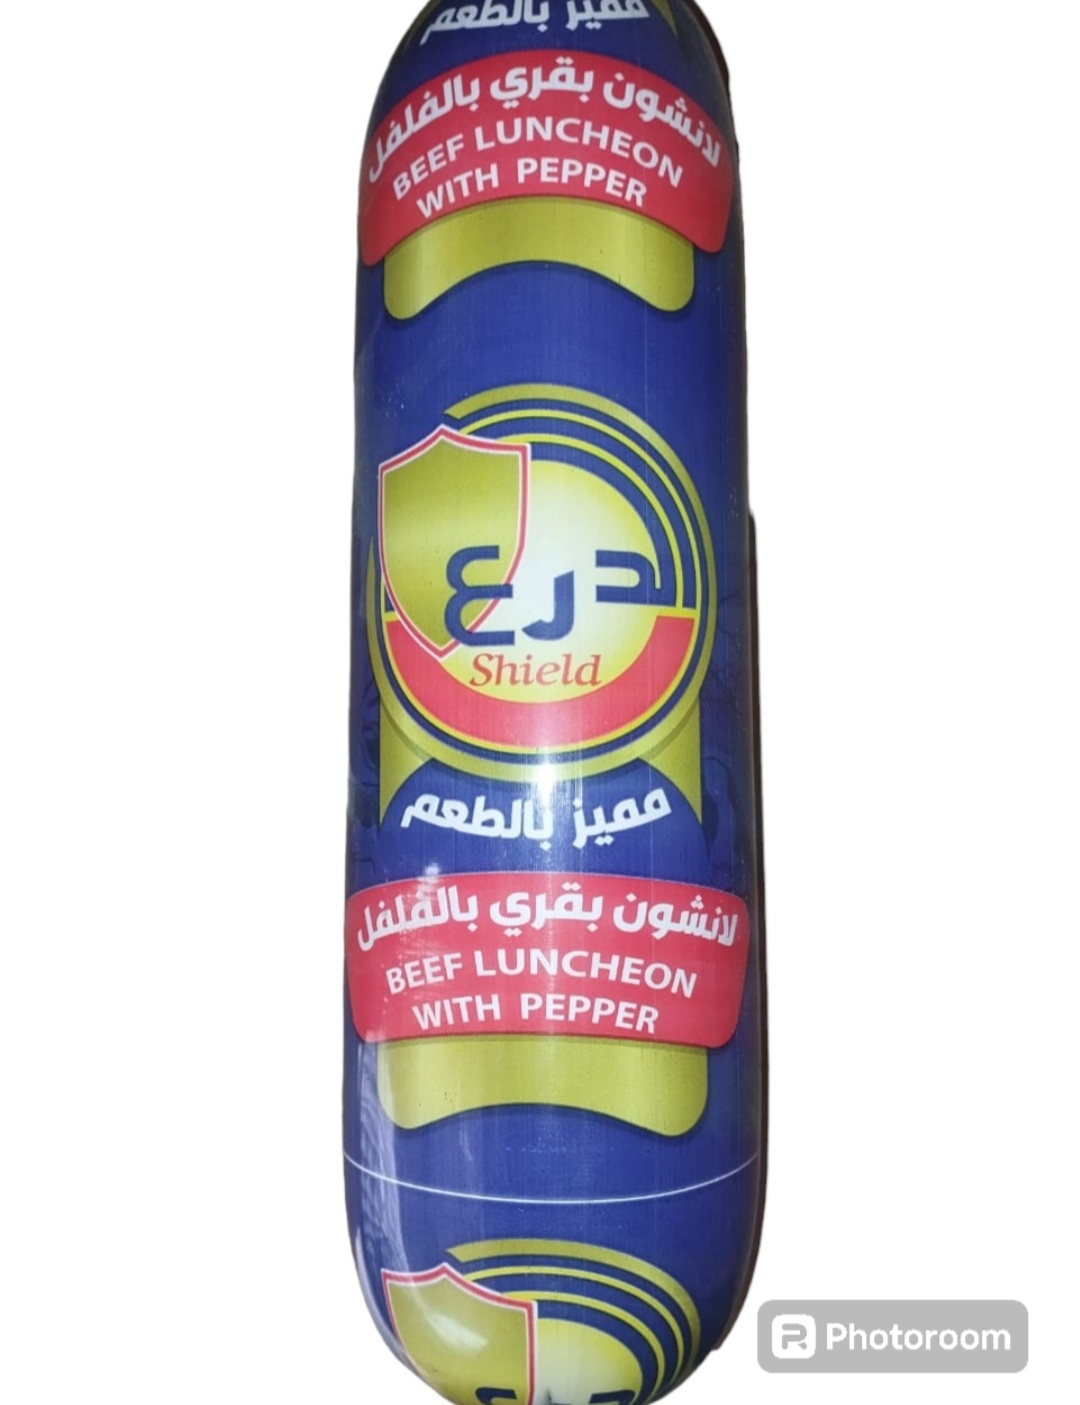 مميز بالطعم
لانشون بقري بالفلفل
BEEF LUNCHEON
WITH PEPPER
درع
Shield
مميز بالطعم
لانشون بقري بالفلفل
BEEF LUNCHEON
WITH PEPPER
Photoroom